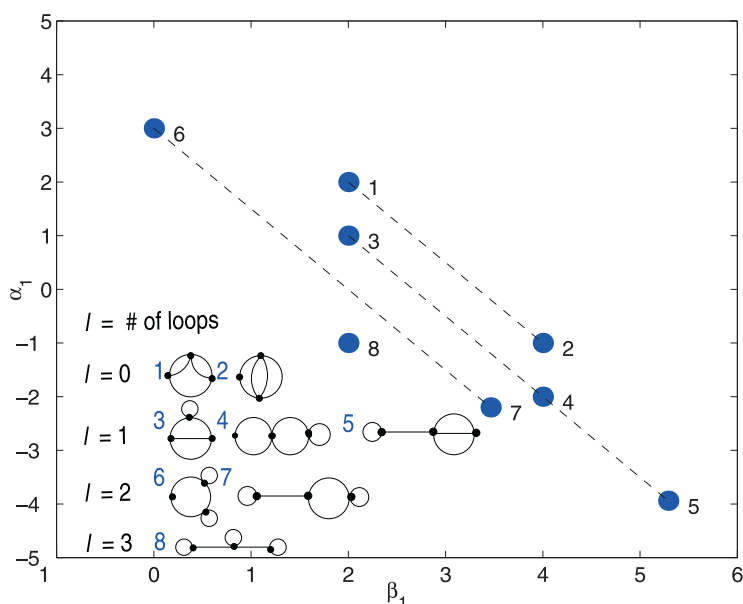 5
4
3
2
1
0
-1
-2
-3
-4
-5
α1
6
1
3
8
2
4
7
5
l = # of loops
l = 0 1 2
l = 1 3 4 5
l = 2 6 7
l = 3 8
1 0 1 2 3 4 5 6
β1